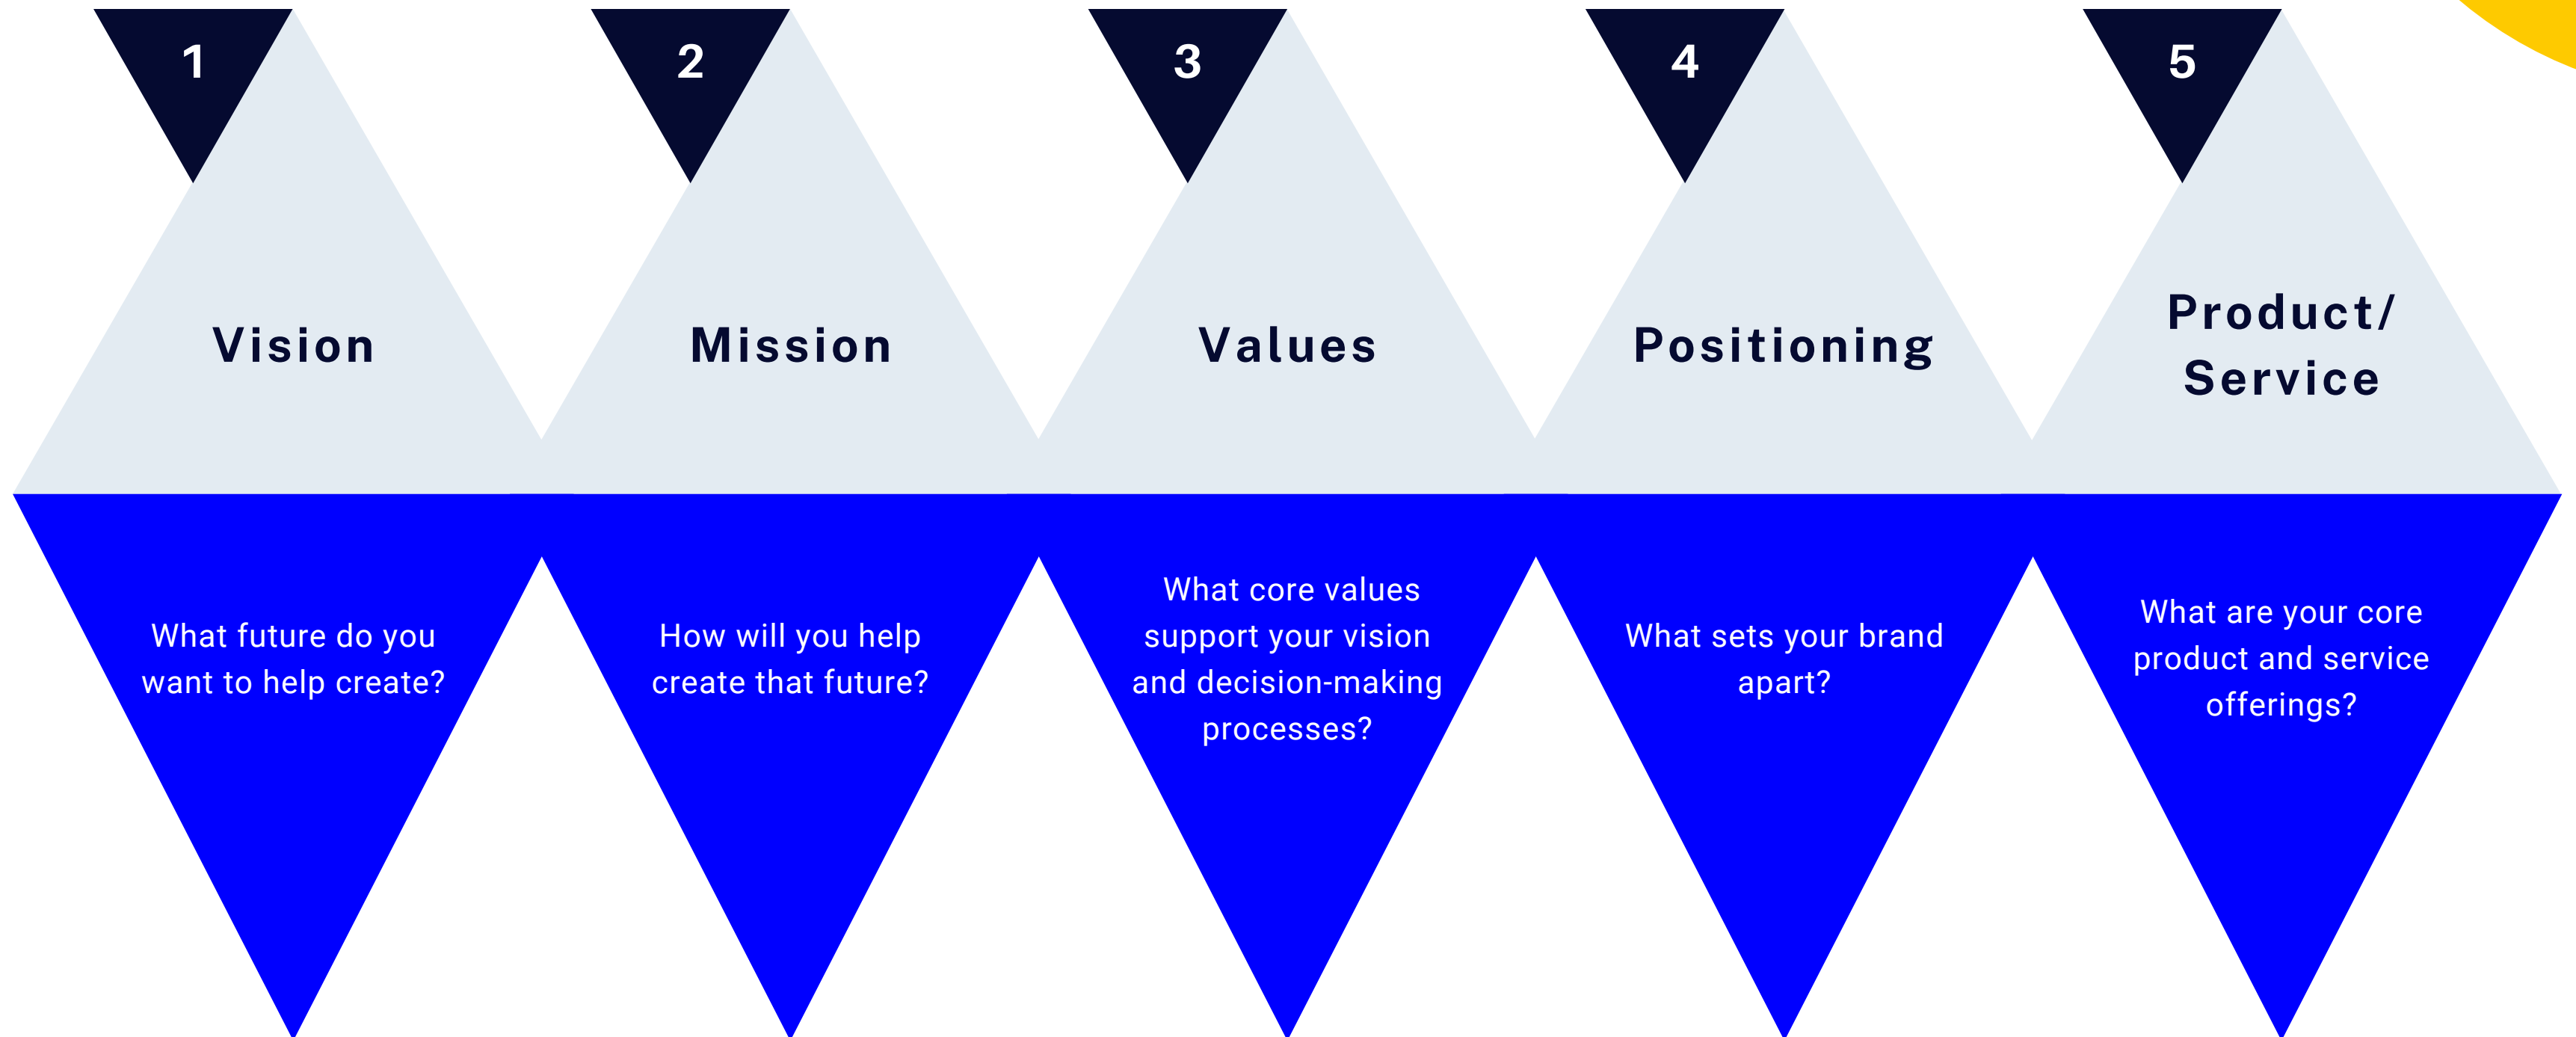 1
Vision
What future do you
want to help create?
2
Mission
How will you help
create that future?
3
Values
What core values
support your vision
and decision-making
processes?
4
Positioning
What sets your brand
apart?
5
Product/
Service
What are your core
product and service
offerings?